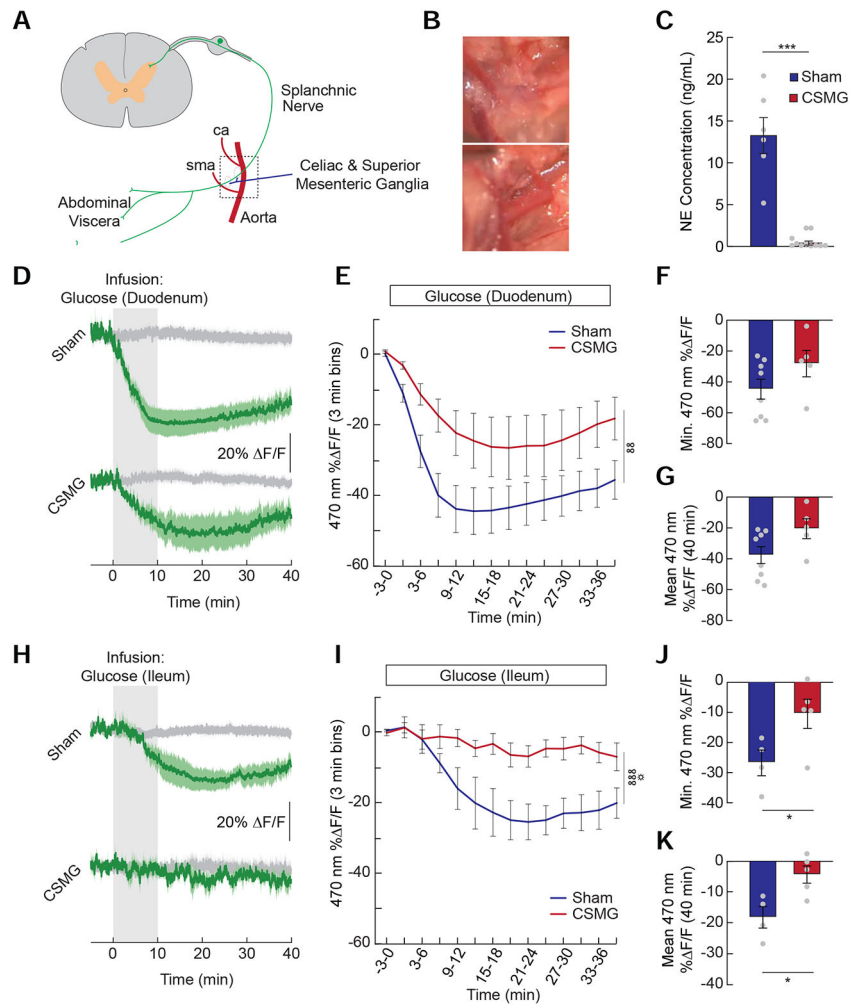 A
Splanchnic
Nerve
ca
sma
Celiac & Superior
Mesenteric Ganglia
Abdominal
Viscera
Aorta
B
C
NE Concentration (ng/mL)
25
20
15
10
5
0
***
Sham
CSMG
D
Infusion:
Glucose (Duodenum)
Sham
CSMG
20% ΔF/F
0 10 20 30 40
Time (min)
E
Glucose (Duodenum)
470 nm %ΔF/F (3 min bins)
0
-20
-40
-60
Sham
CSMG
§§
-3-0 3-6 9-12 15-18 21-24 27-30 33-36
Time (min)
F
Min. 470 nm %ΔF/F
0
-20
-40
-60
-80
G
Mean 470 nm
%ΔF/F (40 min)
0
-20
-40
-60
-80
H
Infusion:
Glucose (Ileum)
Sham
CSMG
20% ΔF/F
0 10 20 30 40
Time (min)
I
Glucose (Ileum)
470 nm %ΔF/F (3 min bins)
0
-20
-40
-60
§§§
¤
Sham
CSMG
-3-0 3-6 9-12 15-18 21-24 27-30 33-36
Time (min)
J
Min. 470 nm %ΔF/F
0
-10
-20
-30
-40
*
K
Mean 470 nm
%ΔF/F (40 min)
0
-10
-20
-30
-40
*